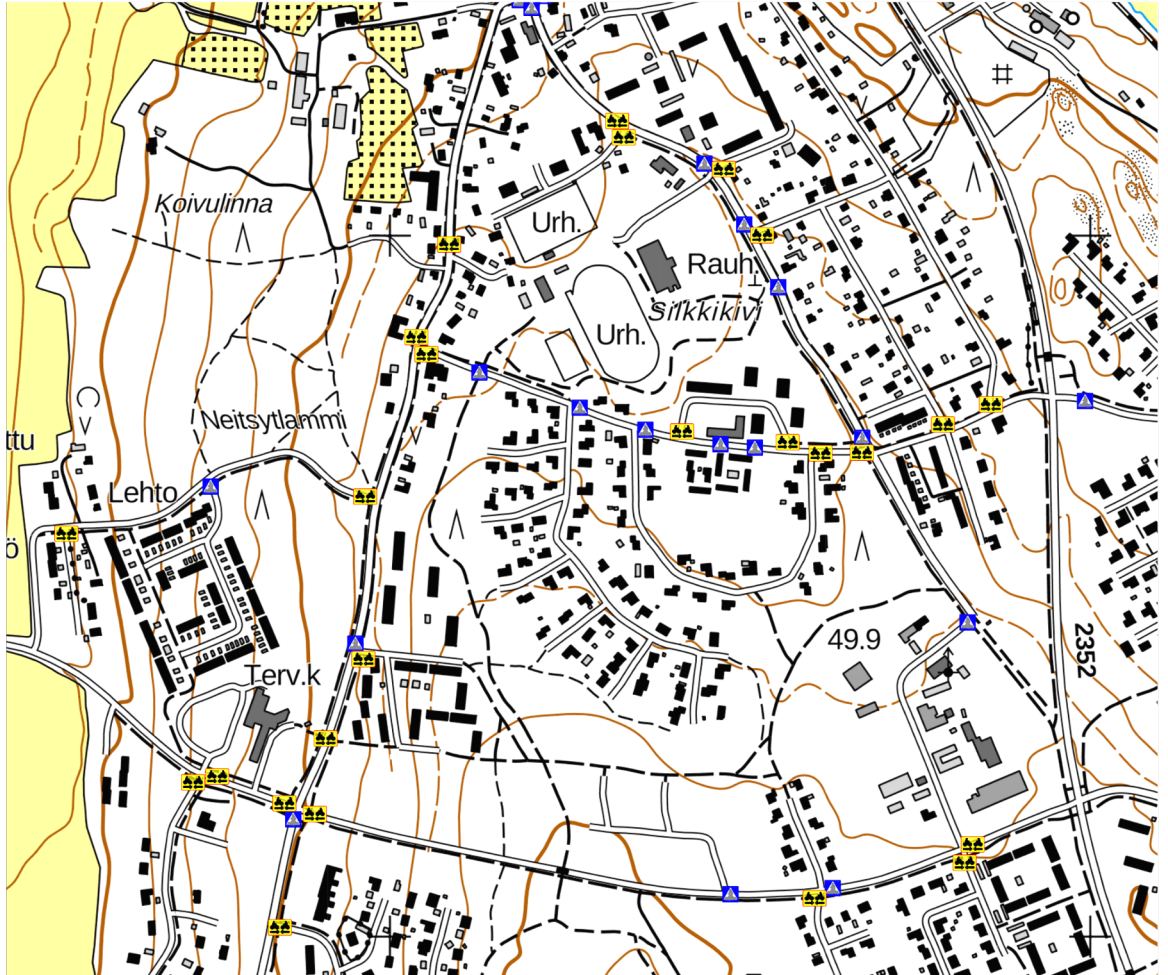 Koivulinna
Urh.
Rauh.
Silkkikivi
Urh.
Neitsytlammi
ttu
Lehto
ö
49.9
2352
Terv.k